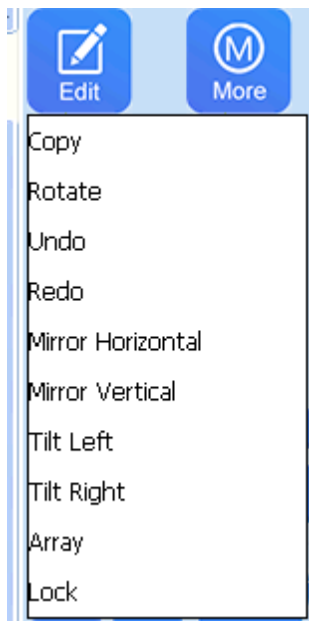 Edit
M
More
Copy
Rotate
Undo
Redo
Mirror Horizontal
Mirror Vertical
Tilt Left
Tilt Right
Array
Lock